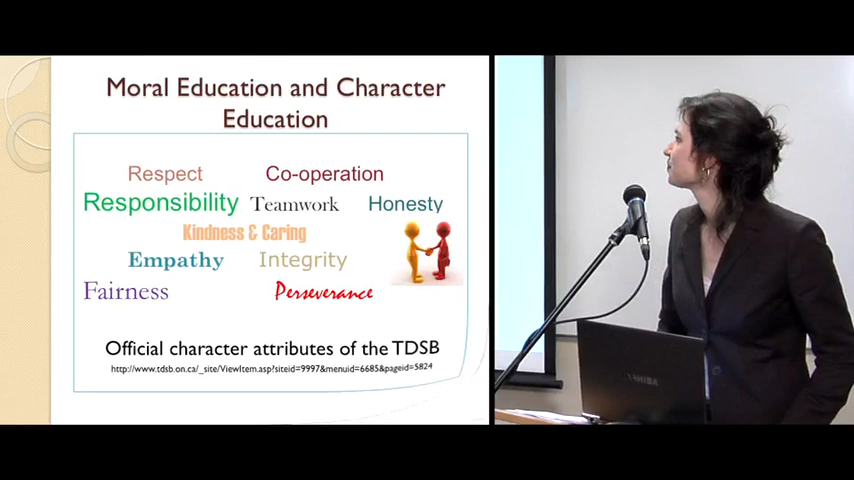 Moral Education and Character
Education
Respect Co-operation
Responsibility Teamwork Honesty
Kindness & Caring
Empathy Integrity
Fairness Perseverance
Official character attributes of the TDSB
http://www.tdsb.on.ca/_site/ViewItem.asp?siteid=9997&menuid=6685&pageid=5824
TOSHIBA